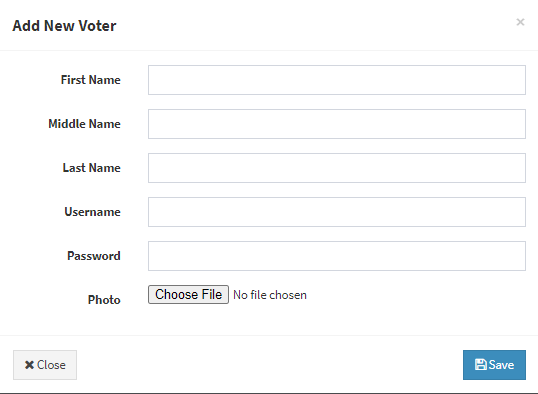 Add New Voter ×
First Name
Middle Name
Last Name
Username
Password
Photo Choose File No file chosen
Close Save